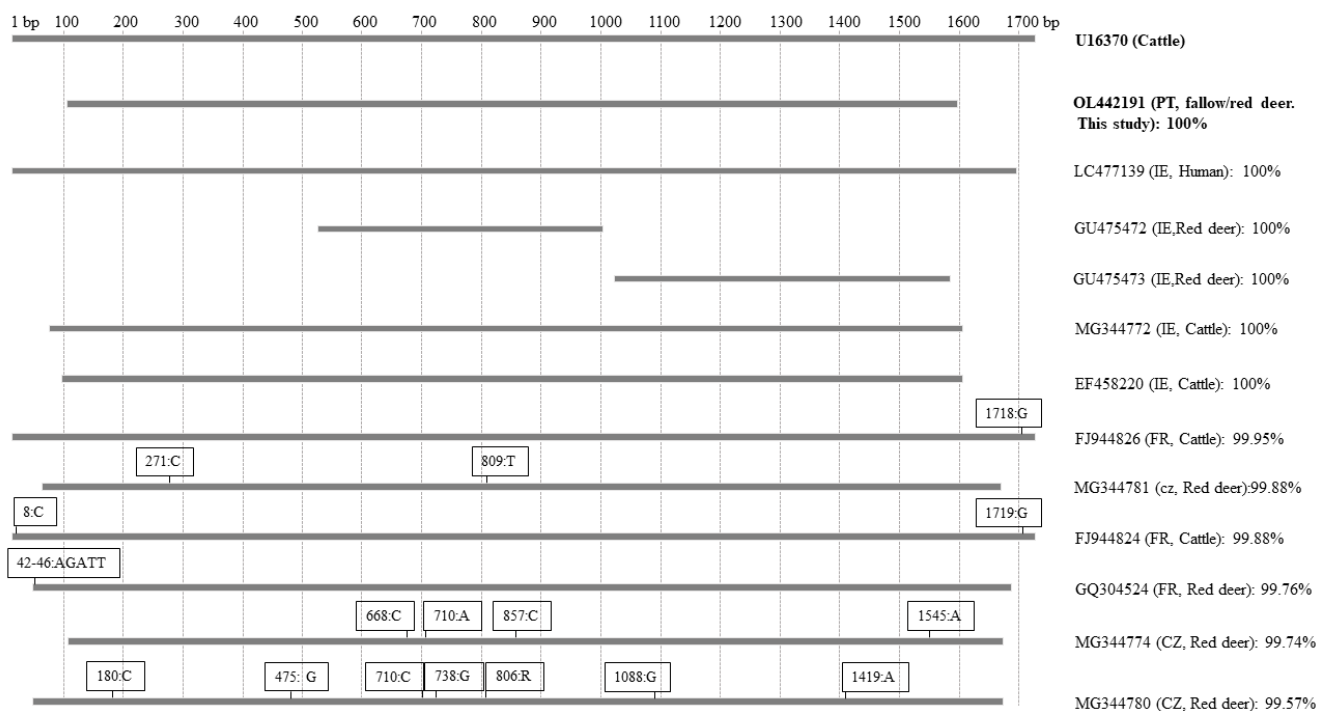 1 bp 100 200 300 400 500 600 700 800 900 1000 1100 1200 1300 1400 1500 1600 1700 bp
U16370 (Cattle)
OL442191 (PT, fallow/red deer.
This study): 100%
LC477139 (IE, Human): 100%
GU475472 (IE,Red deer): 100%
GU475473 (IE,Red deer): 100%
MG344772 (IE, Cattle): 100%
EF458220 (IE, Cattle): 100%
1718:G
FJ944826 (FR, Cattle): 99.95%
271:C 809:T
MG344781 (cz, Red deer):99.88%
8:C 1719:G
FJ944824 (FR, Cattle): 99.88%
42-46:AGATT
GQ304524 (FR, Red deer): 99.76%
668:C 710:A 857:C 1545:A
MG344774 (CZ, Red deer): 99.74%
180:C 475: G 710:C 738:G 806:R 1088:G 1419:A
MG344780 (CZ, Red deer): 99.57%